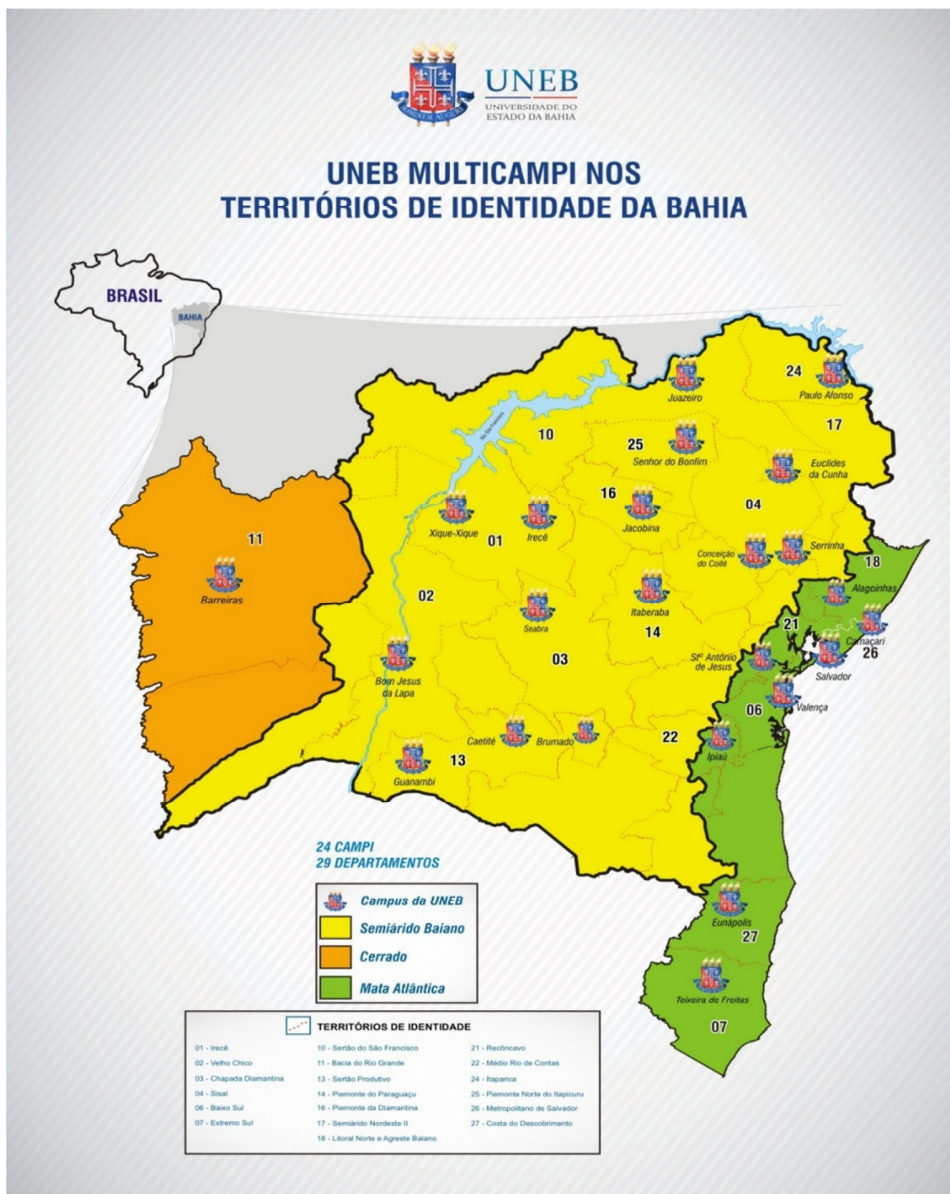 UNEB
UNIVERSIDADE DO
ESTADO DA BAHIA
UNEB MULTICAMPI NOS
TERRITÓRIOS DE IDENTIDADE DA BAHIA
BRASIL
BAHIA
24
Juazeiro
Paulo Afonso
Rio São Francisco
10
17
25
Senhor do Bonfim
Euclides
da Cunha
16
04
Jacobina
Xique-Xique
01
Irecê
11
Conceição
do Coité
Serrinha
18
Barreiras
02
Itaberaba
Alagoinhas
Seabra
14
21
Camaçari
26
03
Stº Antônio
de Jesus
Salvador
Bom Jesus
da Lapa
06
Valença
Caetité
Brumado
22
Ipiaú
13
Guanambi
24 CAMPI
29 DEPARTAMENTOS
Campus da UNEB
Semiárido Baiano
Cerrado
Mata Atlântica
Eunápolis
27
Teixeira de Freitas
07
TERRITÓRIOS DE IDENTIDADE
01 - Irecê
02 - Velho Chico
03 - Chapada Diamantina
04 - Sisal
06 - Baixo Sul
07 - Extremo Sul
10 - Sertão do São Francisco
11 - Bacia do Rio Grande
13 - Sertão Produtivo
14 - Piemonte do Paraguaçu
16 - Piemonte da Diamantina
17 - Semiárido Nordeste II
18 - Litoral Norte e Agreste Baiano
21 - Recôncavo
22 - Médio Rio de Contas
24 - Itaparica
25 - Piemonte Norte do Itapicuru
26 - Metropolitano de Salvador
27 - Costa do Descobrimento